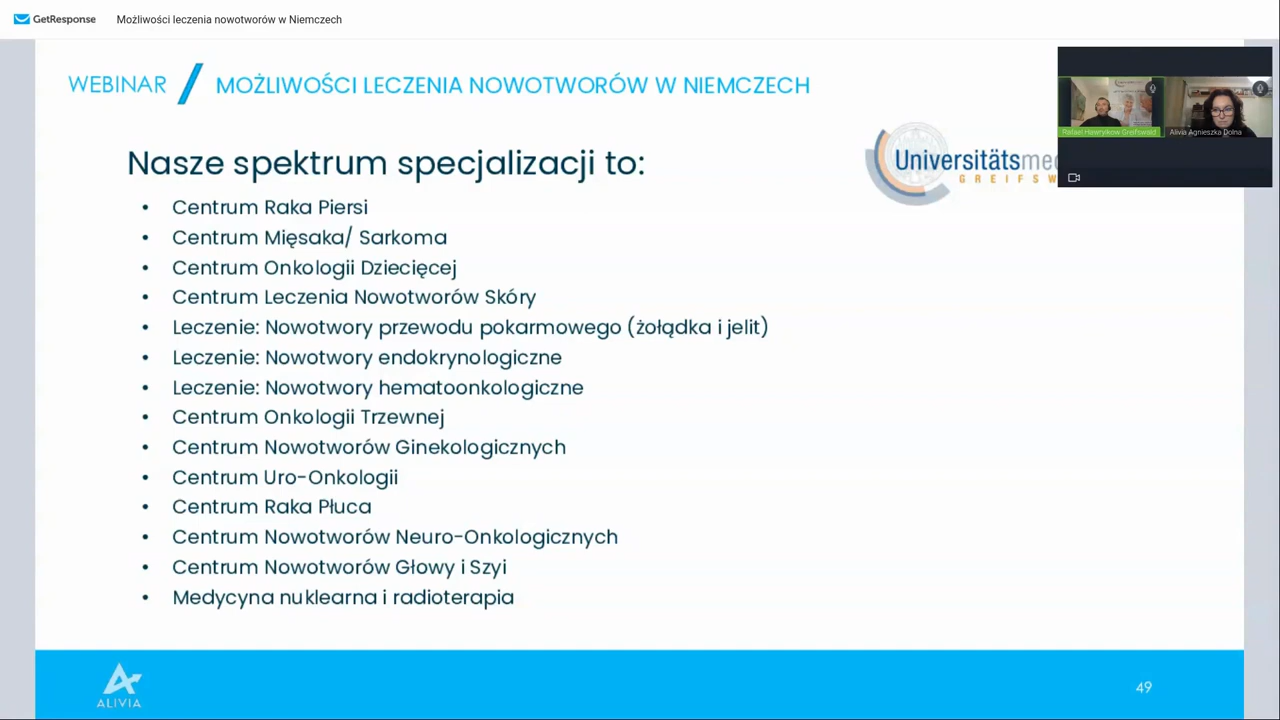 GetResponse
Możliwości leczenia nowotworów w Niemczech
WEBINAR / MOŻLIWOŚCI LECZENIA NOWOTWORÓW W NIEMCZECH
Rafael Hawrylkow Greifswald
Alivia Agnieszka Dolna
Nasze spektrum specjalizacji to:
• Centrum Raka Piersi
• Centrum Mięsaka/ Sarkoma
• Centrum Onkologii Dziecięcej
• Centrum Leczenia Nowotworów Skóry
• Leczenie: Nowotwory przewodu pokarmowego (żołądka i jelit)
• Leczenie: Nowotwory endokrynologiczne
• Leczenie: Nowotwory hematoonkologiczne
• Centrum Onkologii Trzewnej
• Centrum Nowotworów Ginekologicznych
• Centrum Uro-Onkologii
• Centrum Raka Płuca
• Centrum Nowotworów Neuro-Onkologicznych
• Centrum Nowotworów Głowy i Szyi
• Medycyna nuklearna i radioterapia
ALIVIA
49